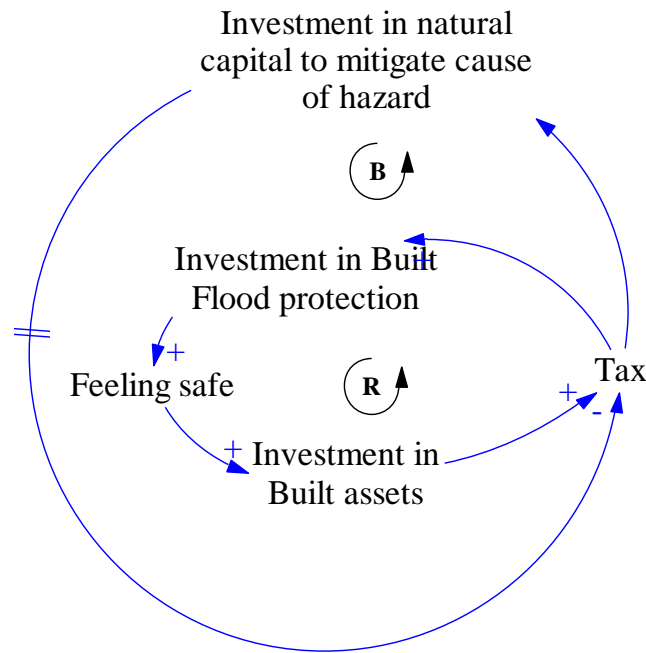 Investment in natural
capital to mitigate cause
of hazard
B
Investment in Built
Flood protection
+
+
Feeling safe
R
Tax
+
-
+
Investment in
Built assets